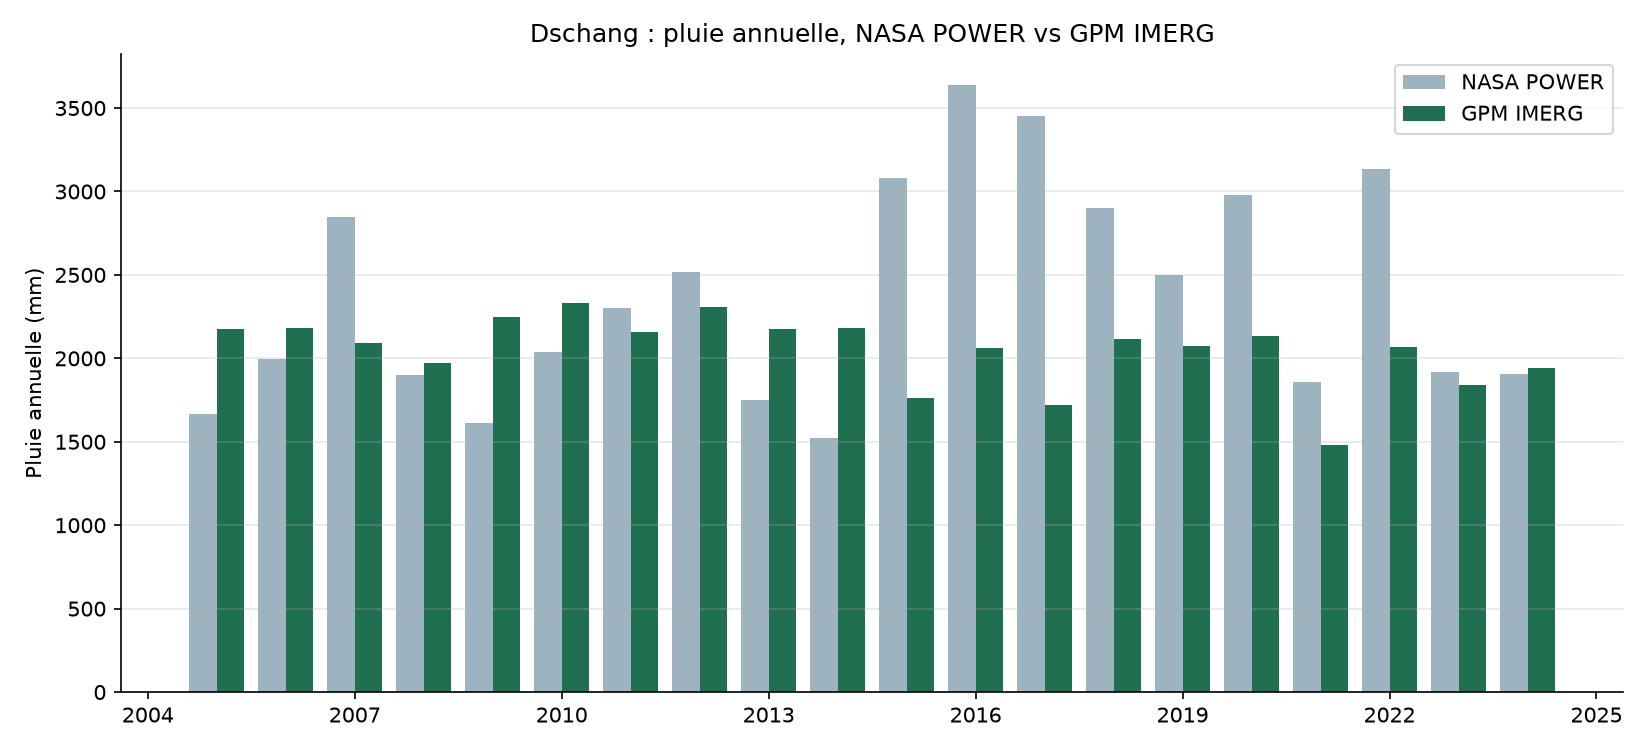 Dschang : pluie annuelle, NASA POWER vs GPM IMERG
NASA POWER
GPM IMERG
Pluie annuelle (mm)
3500
3000
2500
2000
1500
1000
500
0
2004 2007 2010 2013 2016 2019 2022 2025